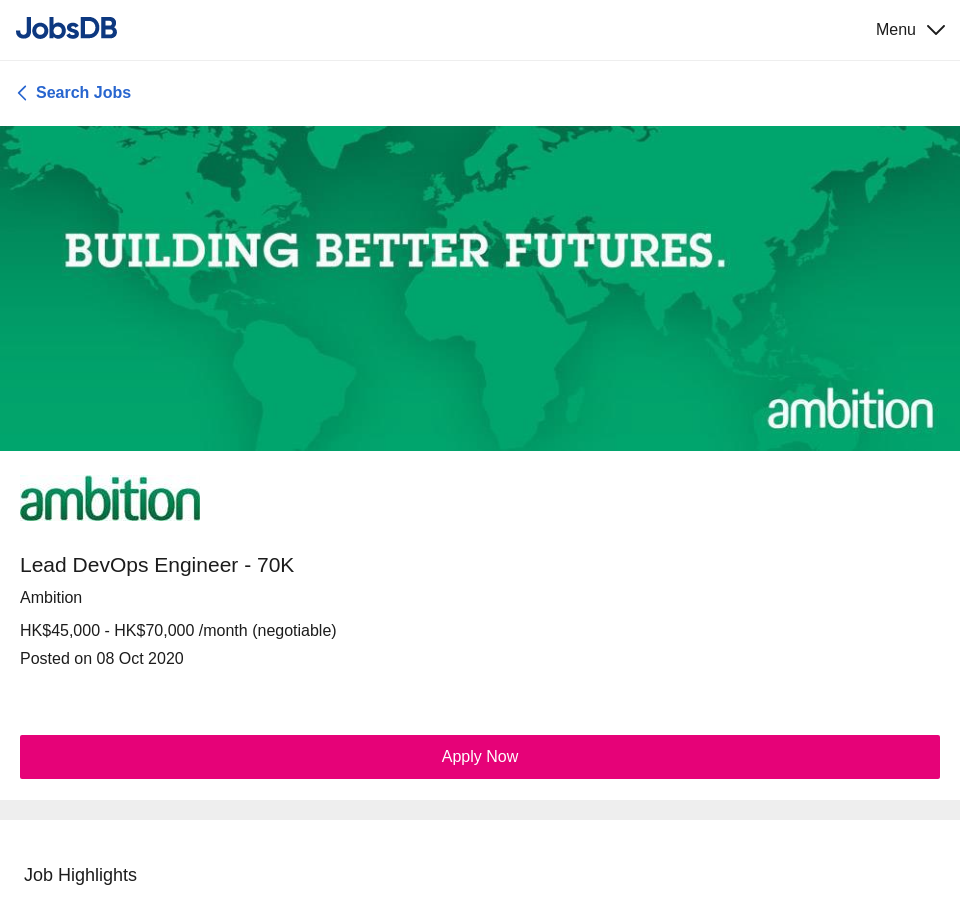 JobsDB
Menu
Search Jobs
BUILDING BETTER FUTURES.
ambition
ambition
Lead DevOps Engineer - 70K
Ambition
HK$45,000 - HK$70,000 /month (negotiable)
Posted on 08 Oct 2020
Apply Now
Job Highlights